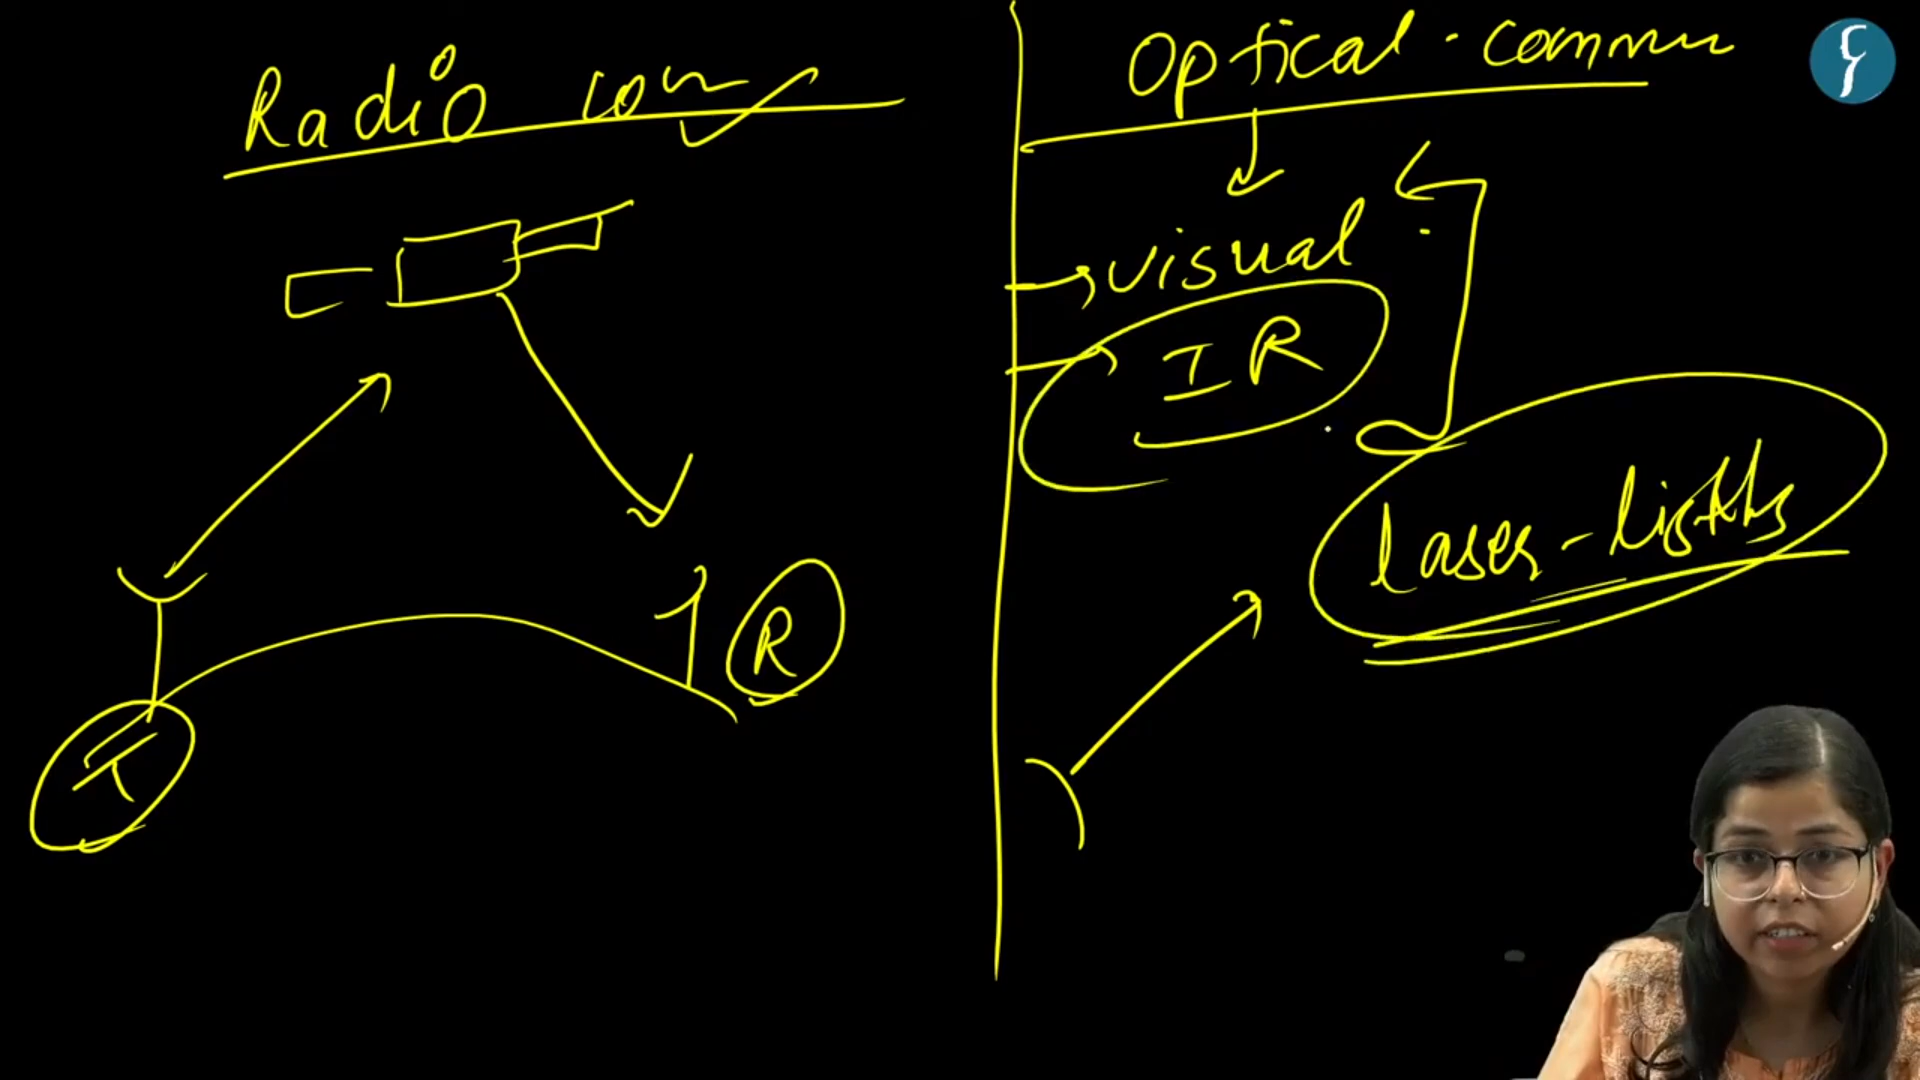 Radio com
Optical - commu
visual
IR
laser - lights
R
T